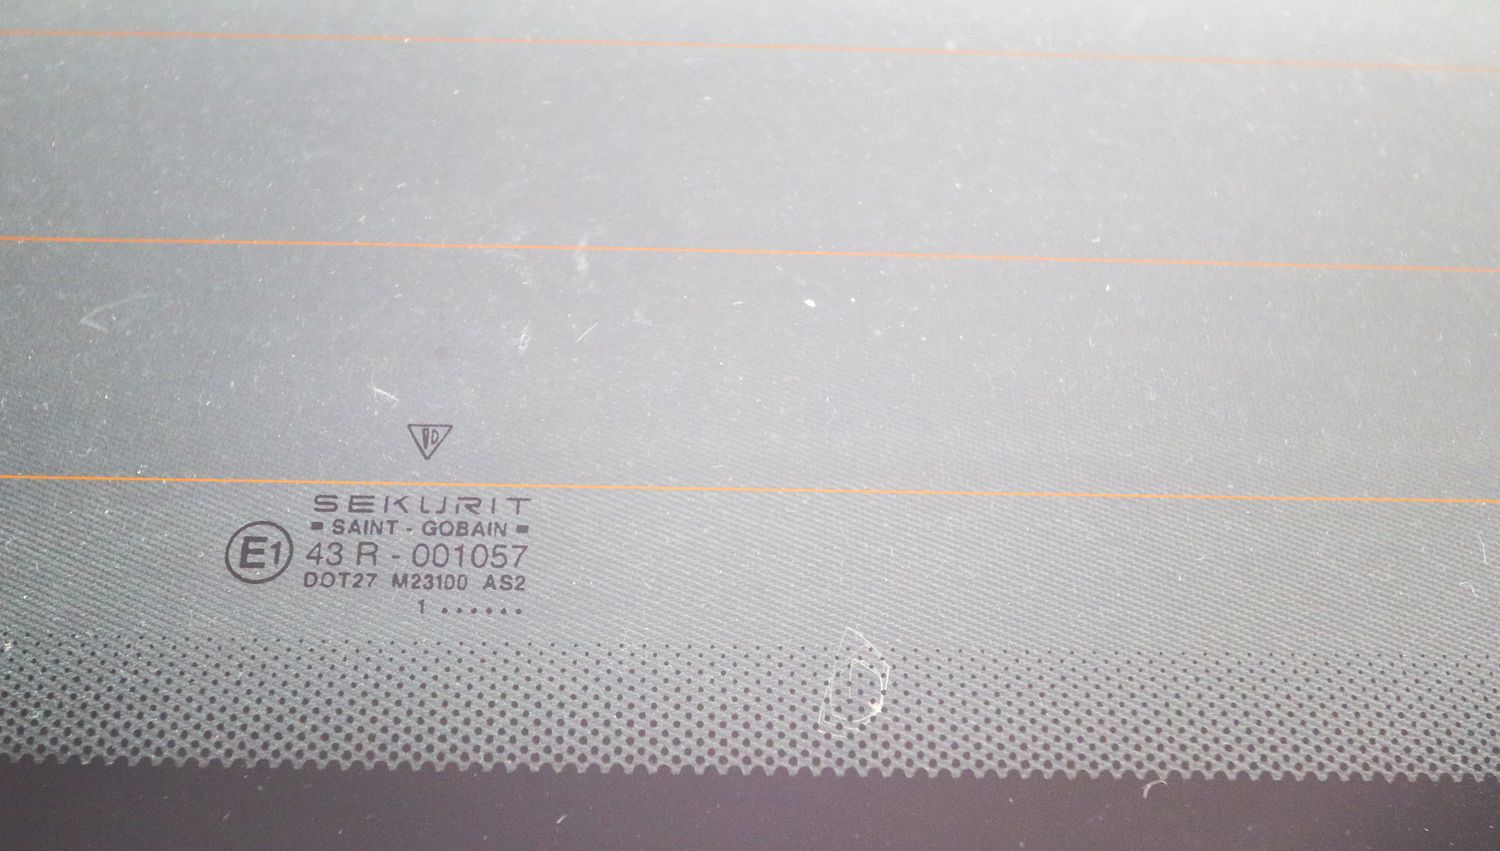 SEKURIT
SAINT - GOBAIN
E1 43 R - 001057
DOT27 M23100 AS2
1 ......